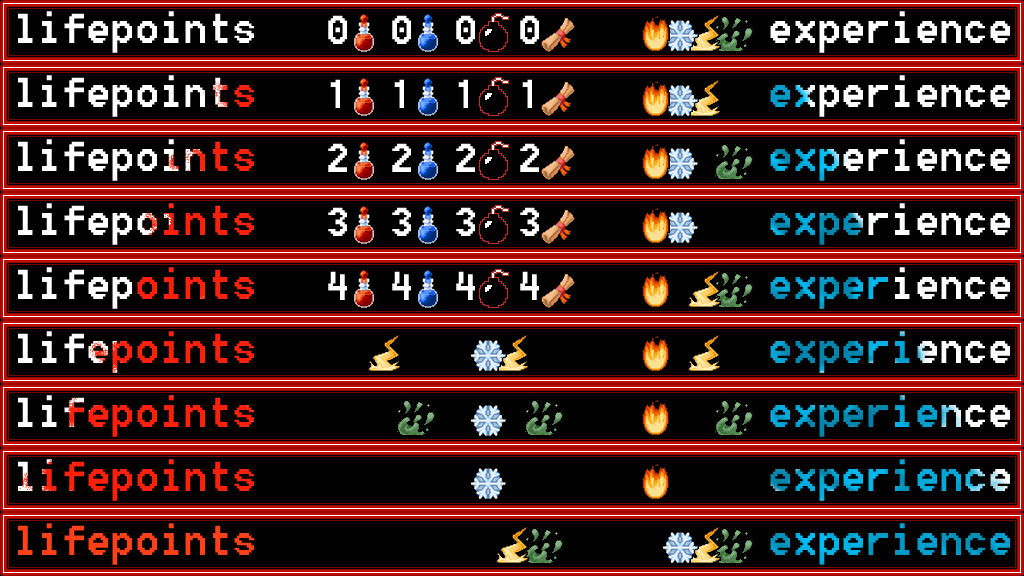 lifepoints 0 0 0 0 experience
lifepoints 1 1 1 1 experience
lifepoints 2 2 2 2 experience
lifepoints 3 3 3 3 experience
lifepoints 4 4 4 4 experience
lifepoints experience
lifepoints experience
lifepoints experience
lifepoints experience